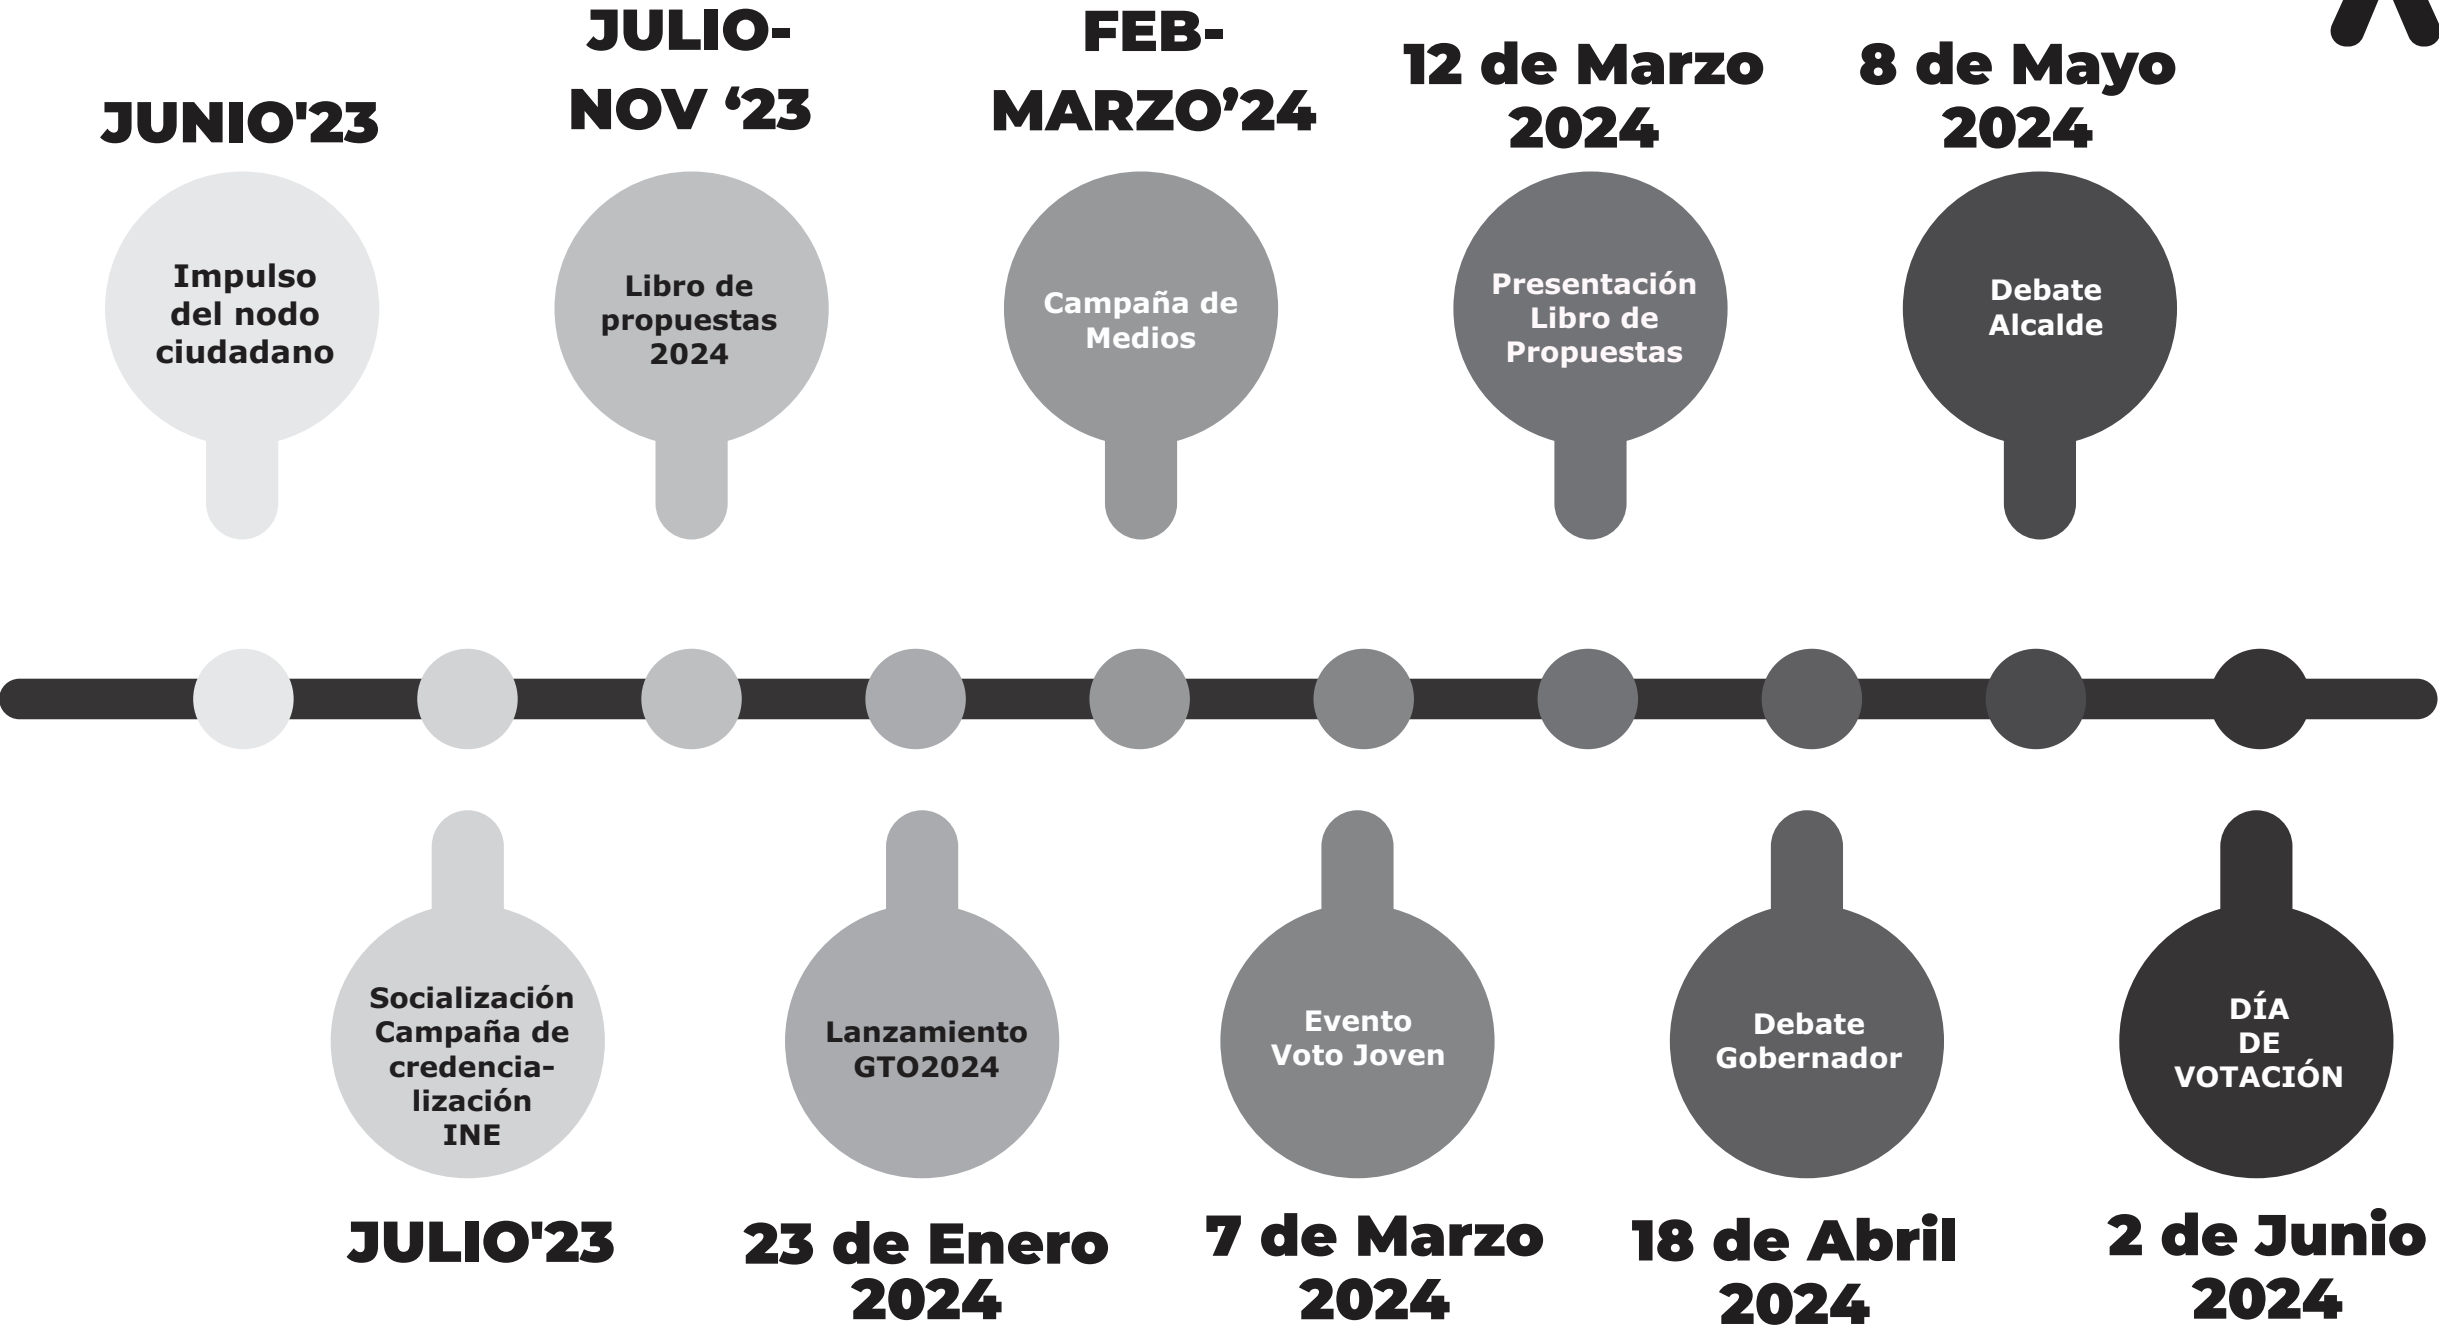 JUNIO'23
Impulso
del nodo
ciudadano
JULIO-
NOV ‘23
Libro de
propuestas
2024
FEB-
MARZO’24
Campaña de
Medios
12 de Marzo
2024
Presentación
Libro de
Propuestas
8 de Mayo
2024
Debate
Alcalde
Socialización
Campaña de
credencia-
lización
INE
JULIO'23
Lanzamiento
GTO2024
23 de Enero
2024
Evento
Voto Joven
7 de Marzo
2024
Debate
Gobernador
18 de Abril
2024
DÍA
DE
VOTACIÓN
2 de Junio
2024